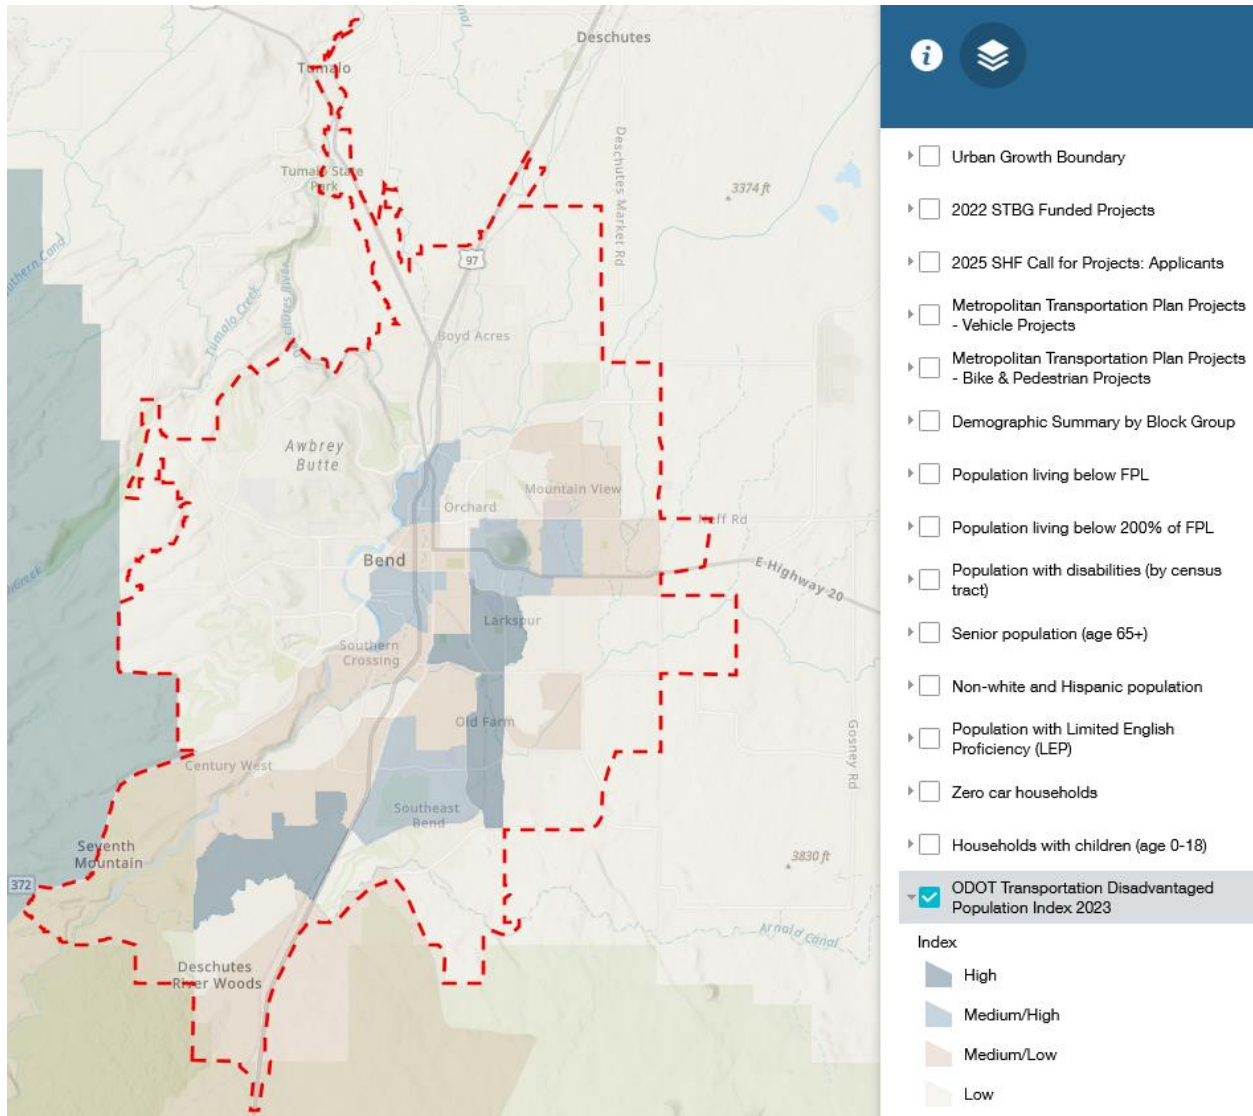 Deschutes
Tumalo
Canal
Deschutes Market Rd
Tumalo State
Park
3374 ft
97
Tumalo Creek
Deschutes River
Boyd Acres
Awbrey
Butte
Mountain View
Orchard
Neff Rd
Bend
E Highway 20
Larkspur
Southern
Crossing
Old Farm
Gosney Rd
Century West
Southeast
Bend
Seventh
Mountain
372
3830 ft
Arnold Canal
Deschutes
River Woods
i
Urban Growth Boundary
2022 STBG Funded Projects
2025 SHF Call for Projects: Applicants
Metropolitan Transportation Plan Projects
- Vehicle Projects
Metropolitan Transportation Plan Projects
- Bike & Pedestrian Projects
Demographic Summary by Block Group
Population living below FPL
Population living below 200% of FPL
Population with disabilities (by census
tract)
Senior population (age 65+)
Non-white and Hispanic population
Population with Limited English
Proficiency (LEP)
Zero car households
Households with children (age 0-18)
ODOT Transportation Disadvantaged
Population Index 2023
Index
High
Medium/High
Medium/Low
Low